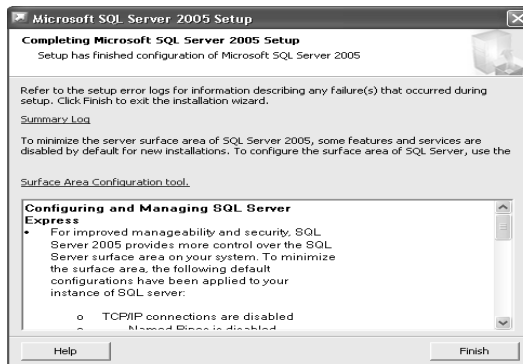 Microsoft SQL Server 2005 Setup
Completing Microsoft SQL Server 2005 Setup
Setup has finished configuration of Microsoft SQL Server 2005
Refer to the setup error logs for information describing any failure(s) that occurred during
setup. Click Finish to exit the installation wizard.
Summary Log
To minimize the server surface area of SQL Server 2005, some features and services are
disabled by default for new installations. To configure the surface area of SQL Server, use the
Surface Area Configuration tool.
Configuring and Managing SQL Server
Express
• For improved manageability and security, SQL
Server 2005 provides more control over the SQL
Server surface area on your system. To minimize
the surface area, the following default
configurations have been applied to your
instance of SQL server:
o TCP/IP connections are disabled
o Named Pipes is disabled
Help
Finish